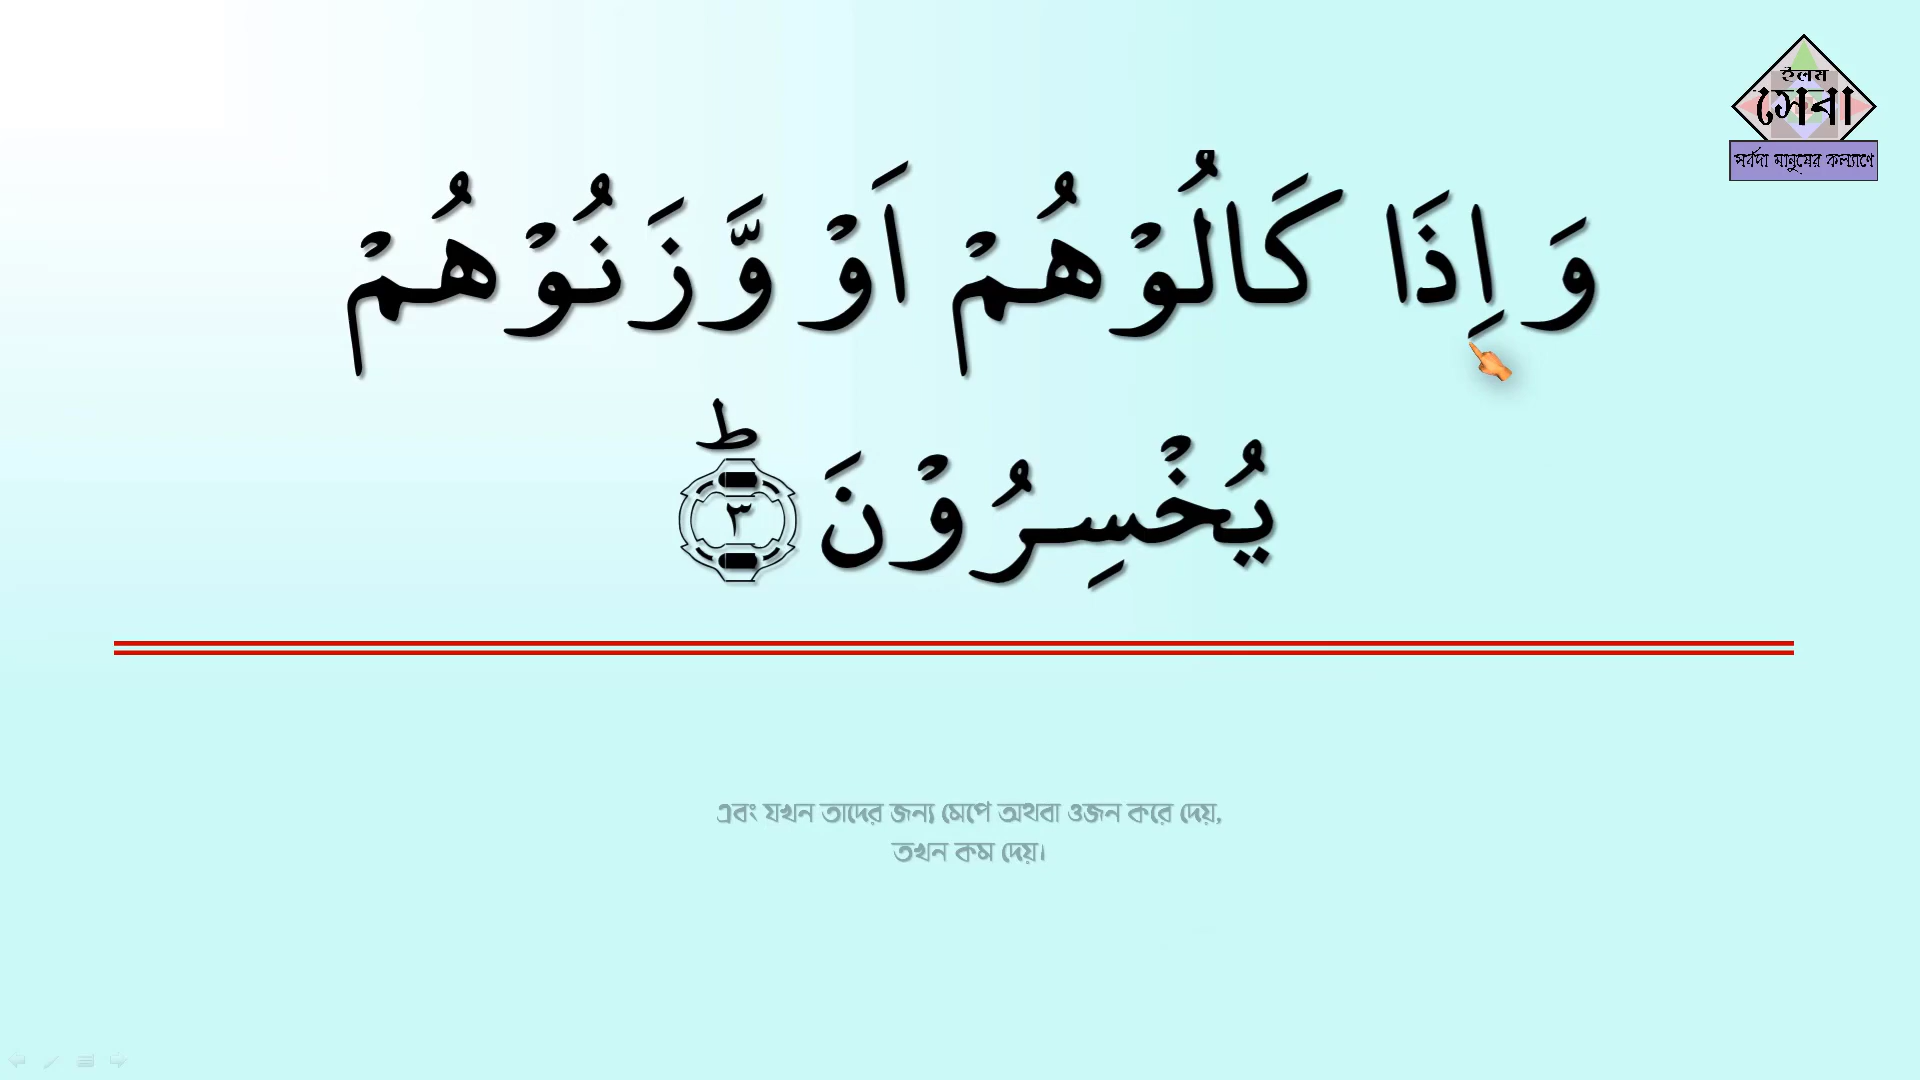 ইলম
সেবা
সর্বদা মানুষের কল্যাণে
وَ اِذَا كَالُوْهُمْ اَوْ وَّزَنُوْهُمْ
يُخْسِرُوْنَ ؕ ۳
এবং যখন তাদের জন্য মেপে অথবা ওজন করে দেয়,
তখন কম দেয়।